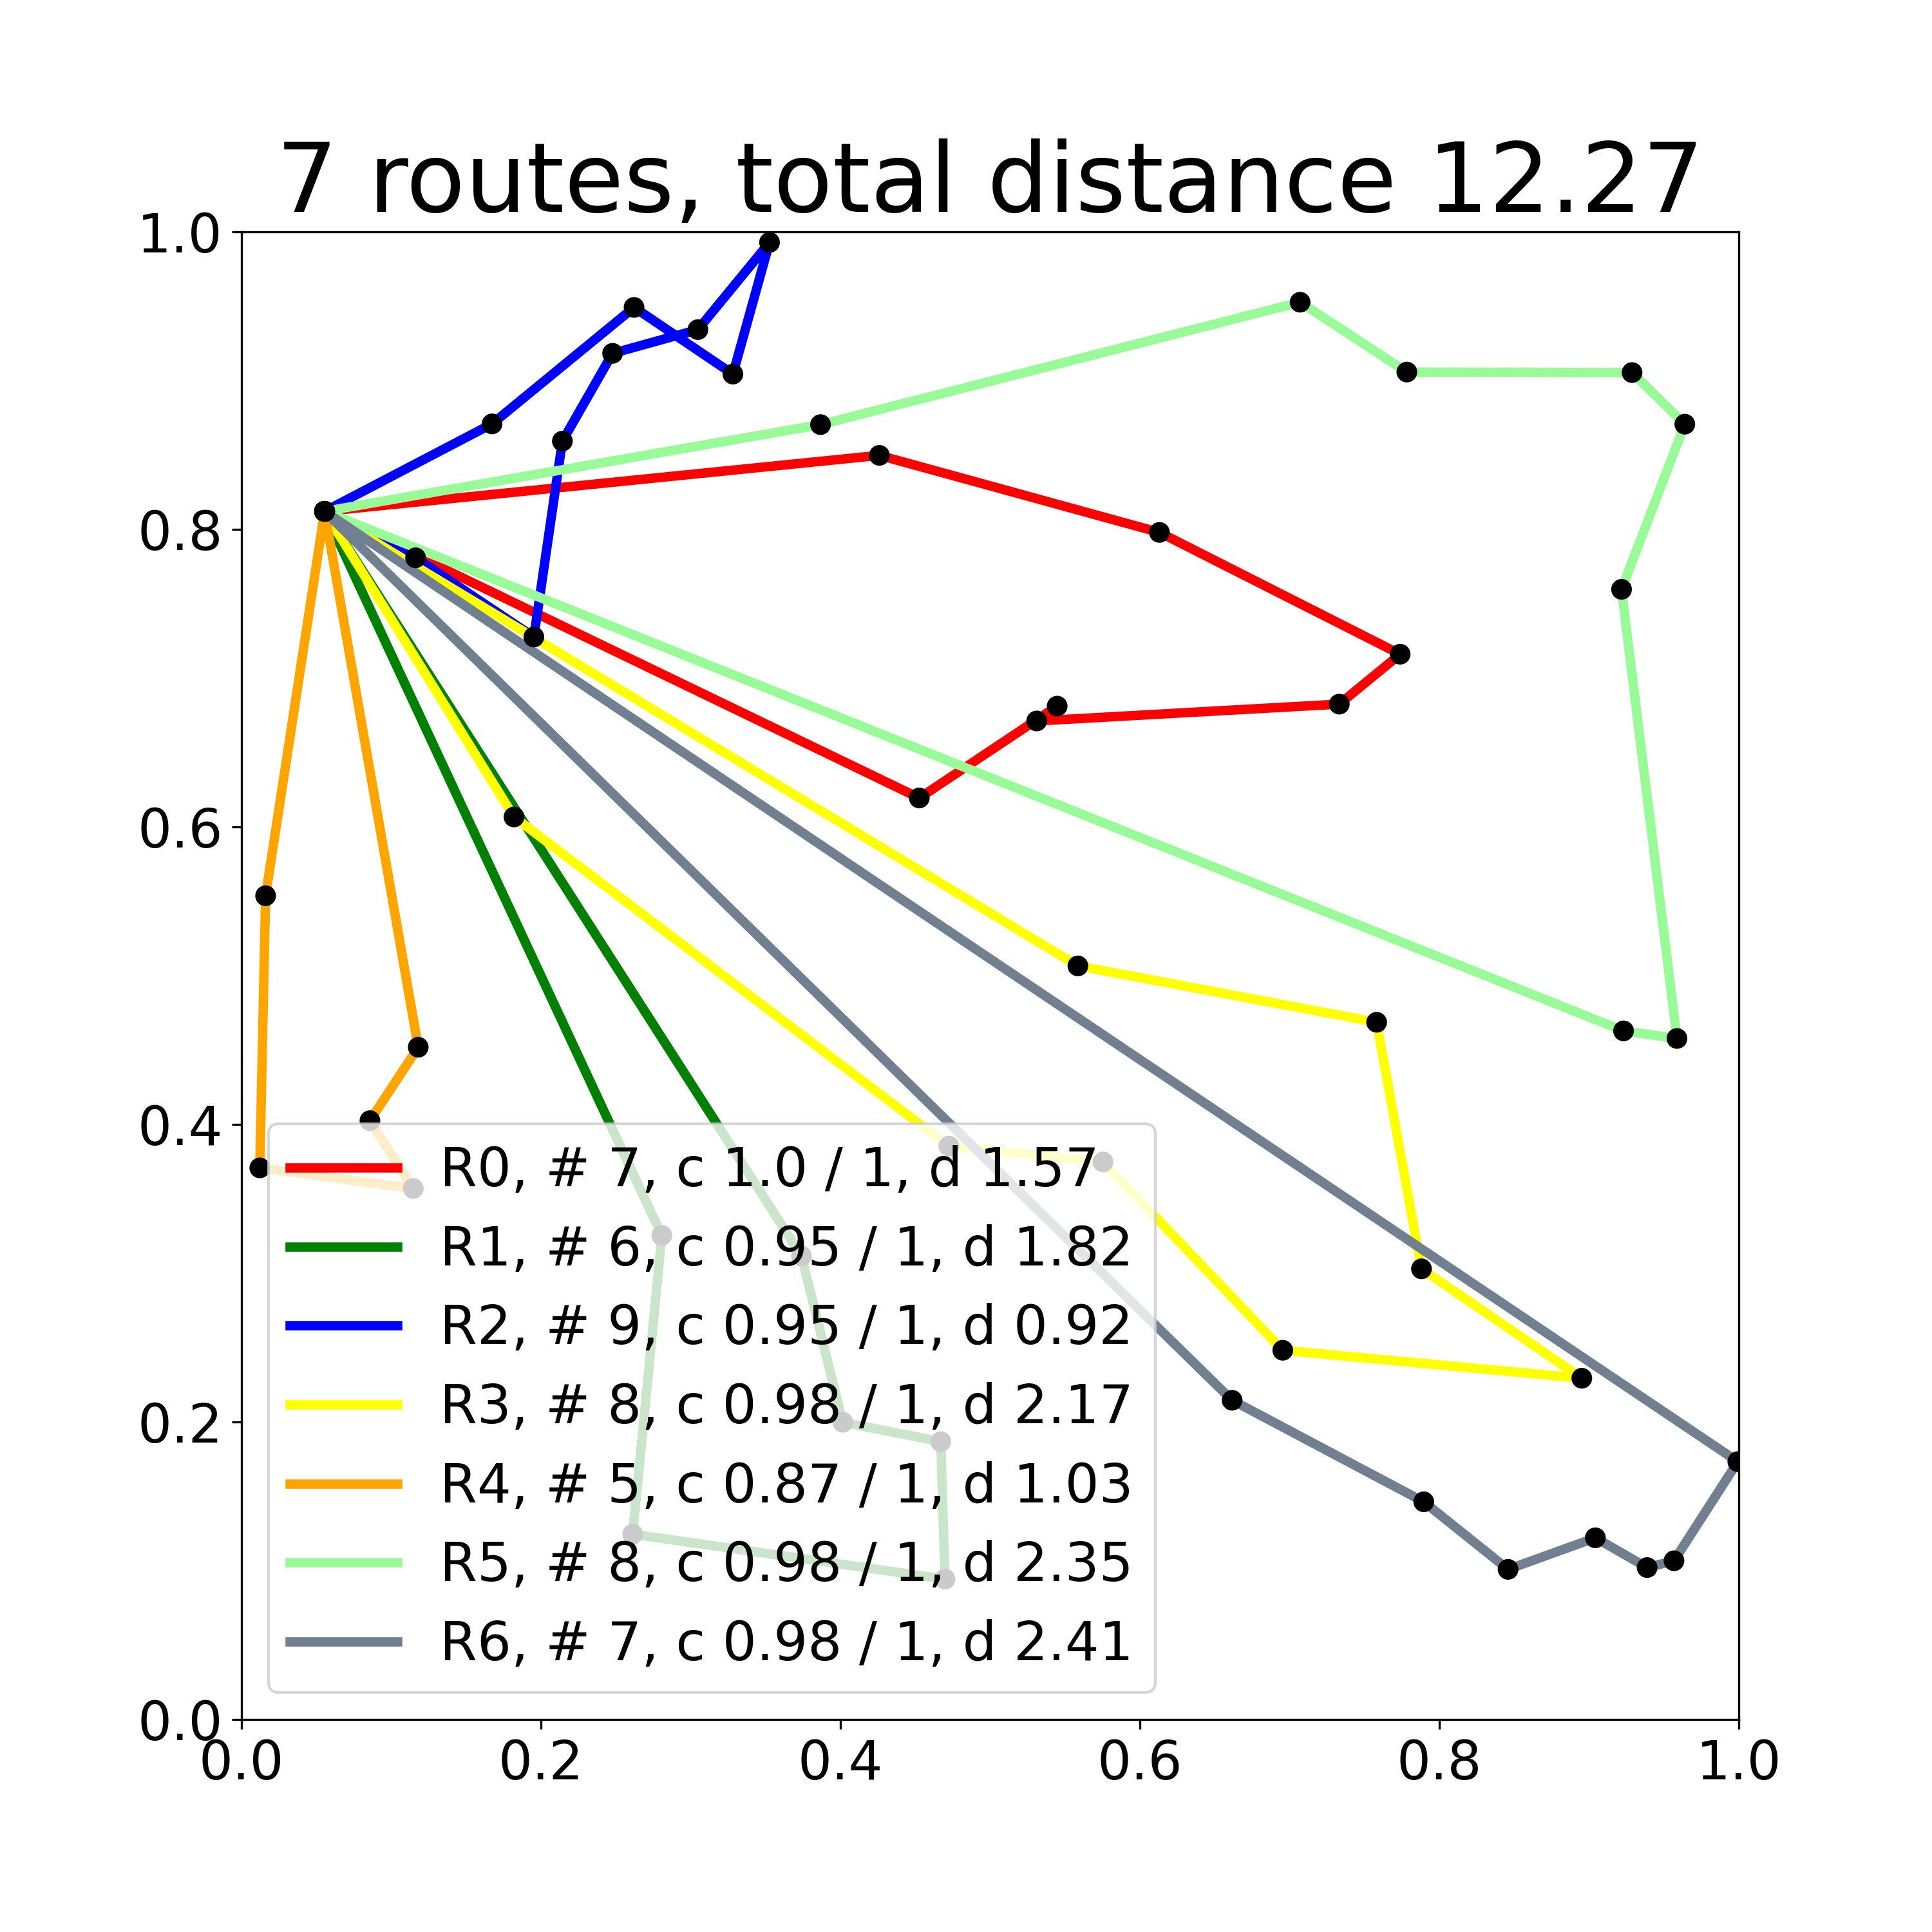 7 routes, total distance 12.27
1.0
0.8
0.6
0.4
0.2
0.0
R0, # 7, c 1.0 / 1, d 1.57
R1, # 6, c 0.95 / 1, d 1.82
R2, # 9, c 0.95 / 1, d 0.92
R3, # 8, c 0.98 / 1, d 2.17
R4, # 5, c 0.87 / 1, d 1.03
R5, # 8, c 0.98 / 1, d 2.35
R6, # 7, c 0.98 / 1, d 2.41
0.0 0.2 0.4 0.6 0.8 1.0